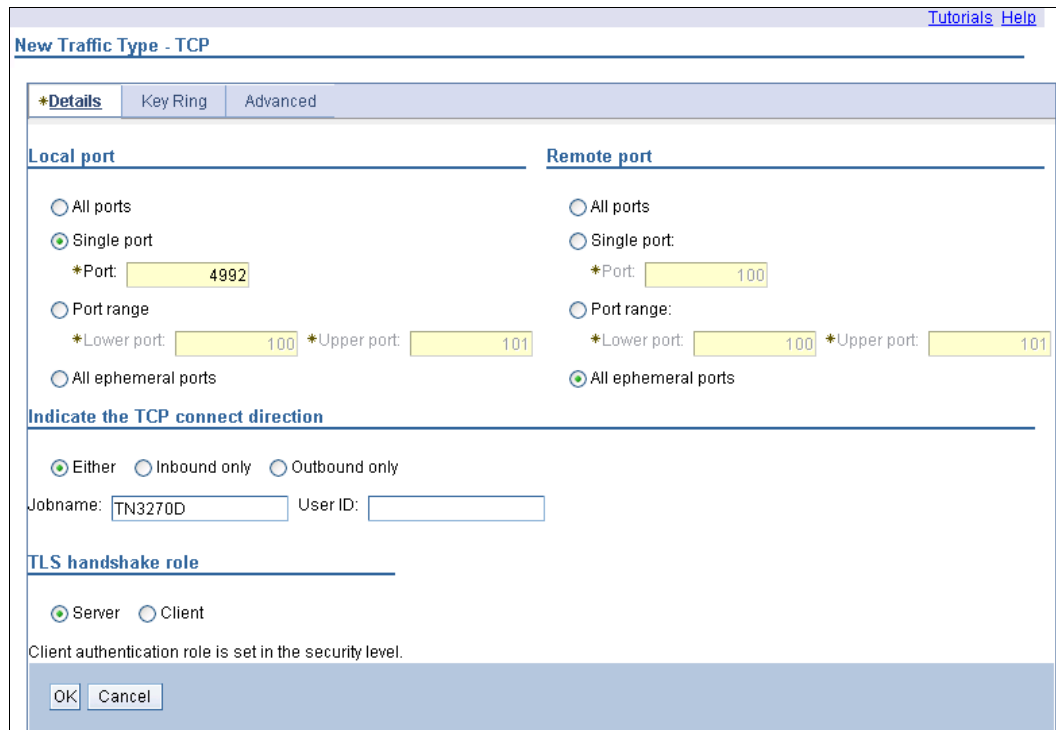 Tutorials Help
New Traffic Type - TCP
*Details Key Ring Advanced
Local port
All ports
Single port
*Port: 4992
Port range
*Lower port: 100 *Upper port: 101
All ephemeral ports
Remote port
All ports
Single port:
*Port: 100
Port range:
*Lower port: 100 *Upper port: 101
All ephemeral ports
Indicate the TCP connect direction
Either Inbound only Outbound only
Jobname: TN3270D User ID:
TLS handshake role
Server Client
Client authentication role is set in the security level.
OK Cancel